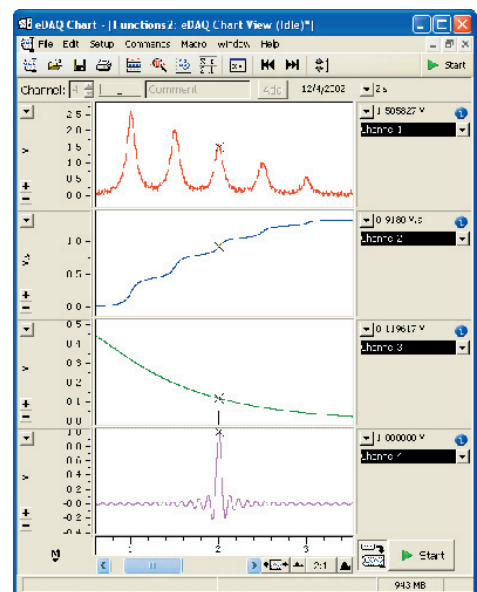 eDAQ Chart - [Functions2: eDAQ Chart View (Idle)*]
File Edit Setup Commands Macro Window Help
Start
Channel: 4 Comment Add 12/4/2002 2 s
2.5
2.0
1.5
1.0
0.5
0.0
V
1.505827 V
Channel 1
1.0
0.5
0.0
V.s
0.9180 V.s
Channel 2
0.5
0.4
0.3
0.2
0.1
0.0
V
0.119617 V
Channel 3
1.0
0.8
0.6
0.4
0.2
-0.0
-0.2
-0.4
V
1.000000 V
Channel 4
M
1 2 3
2:1
Start
943 MB